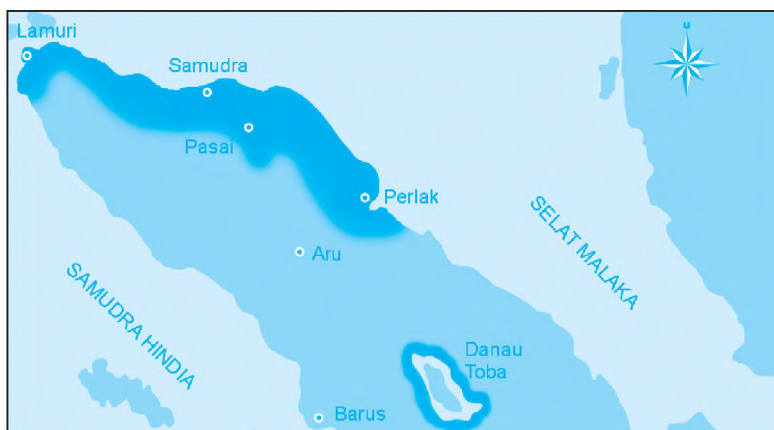 Lamuri
u
Samudra
Pasai
Perlak
SELAT MALAKA
Aru
SAMUDRA HINDIA
Danau
Toba
Barus